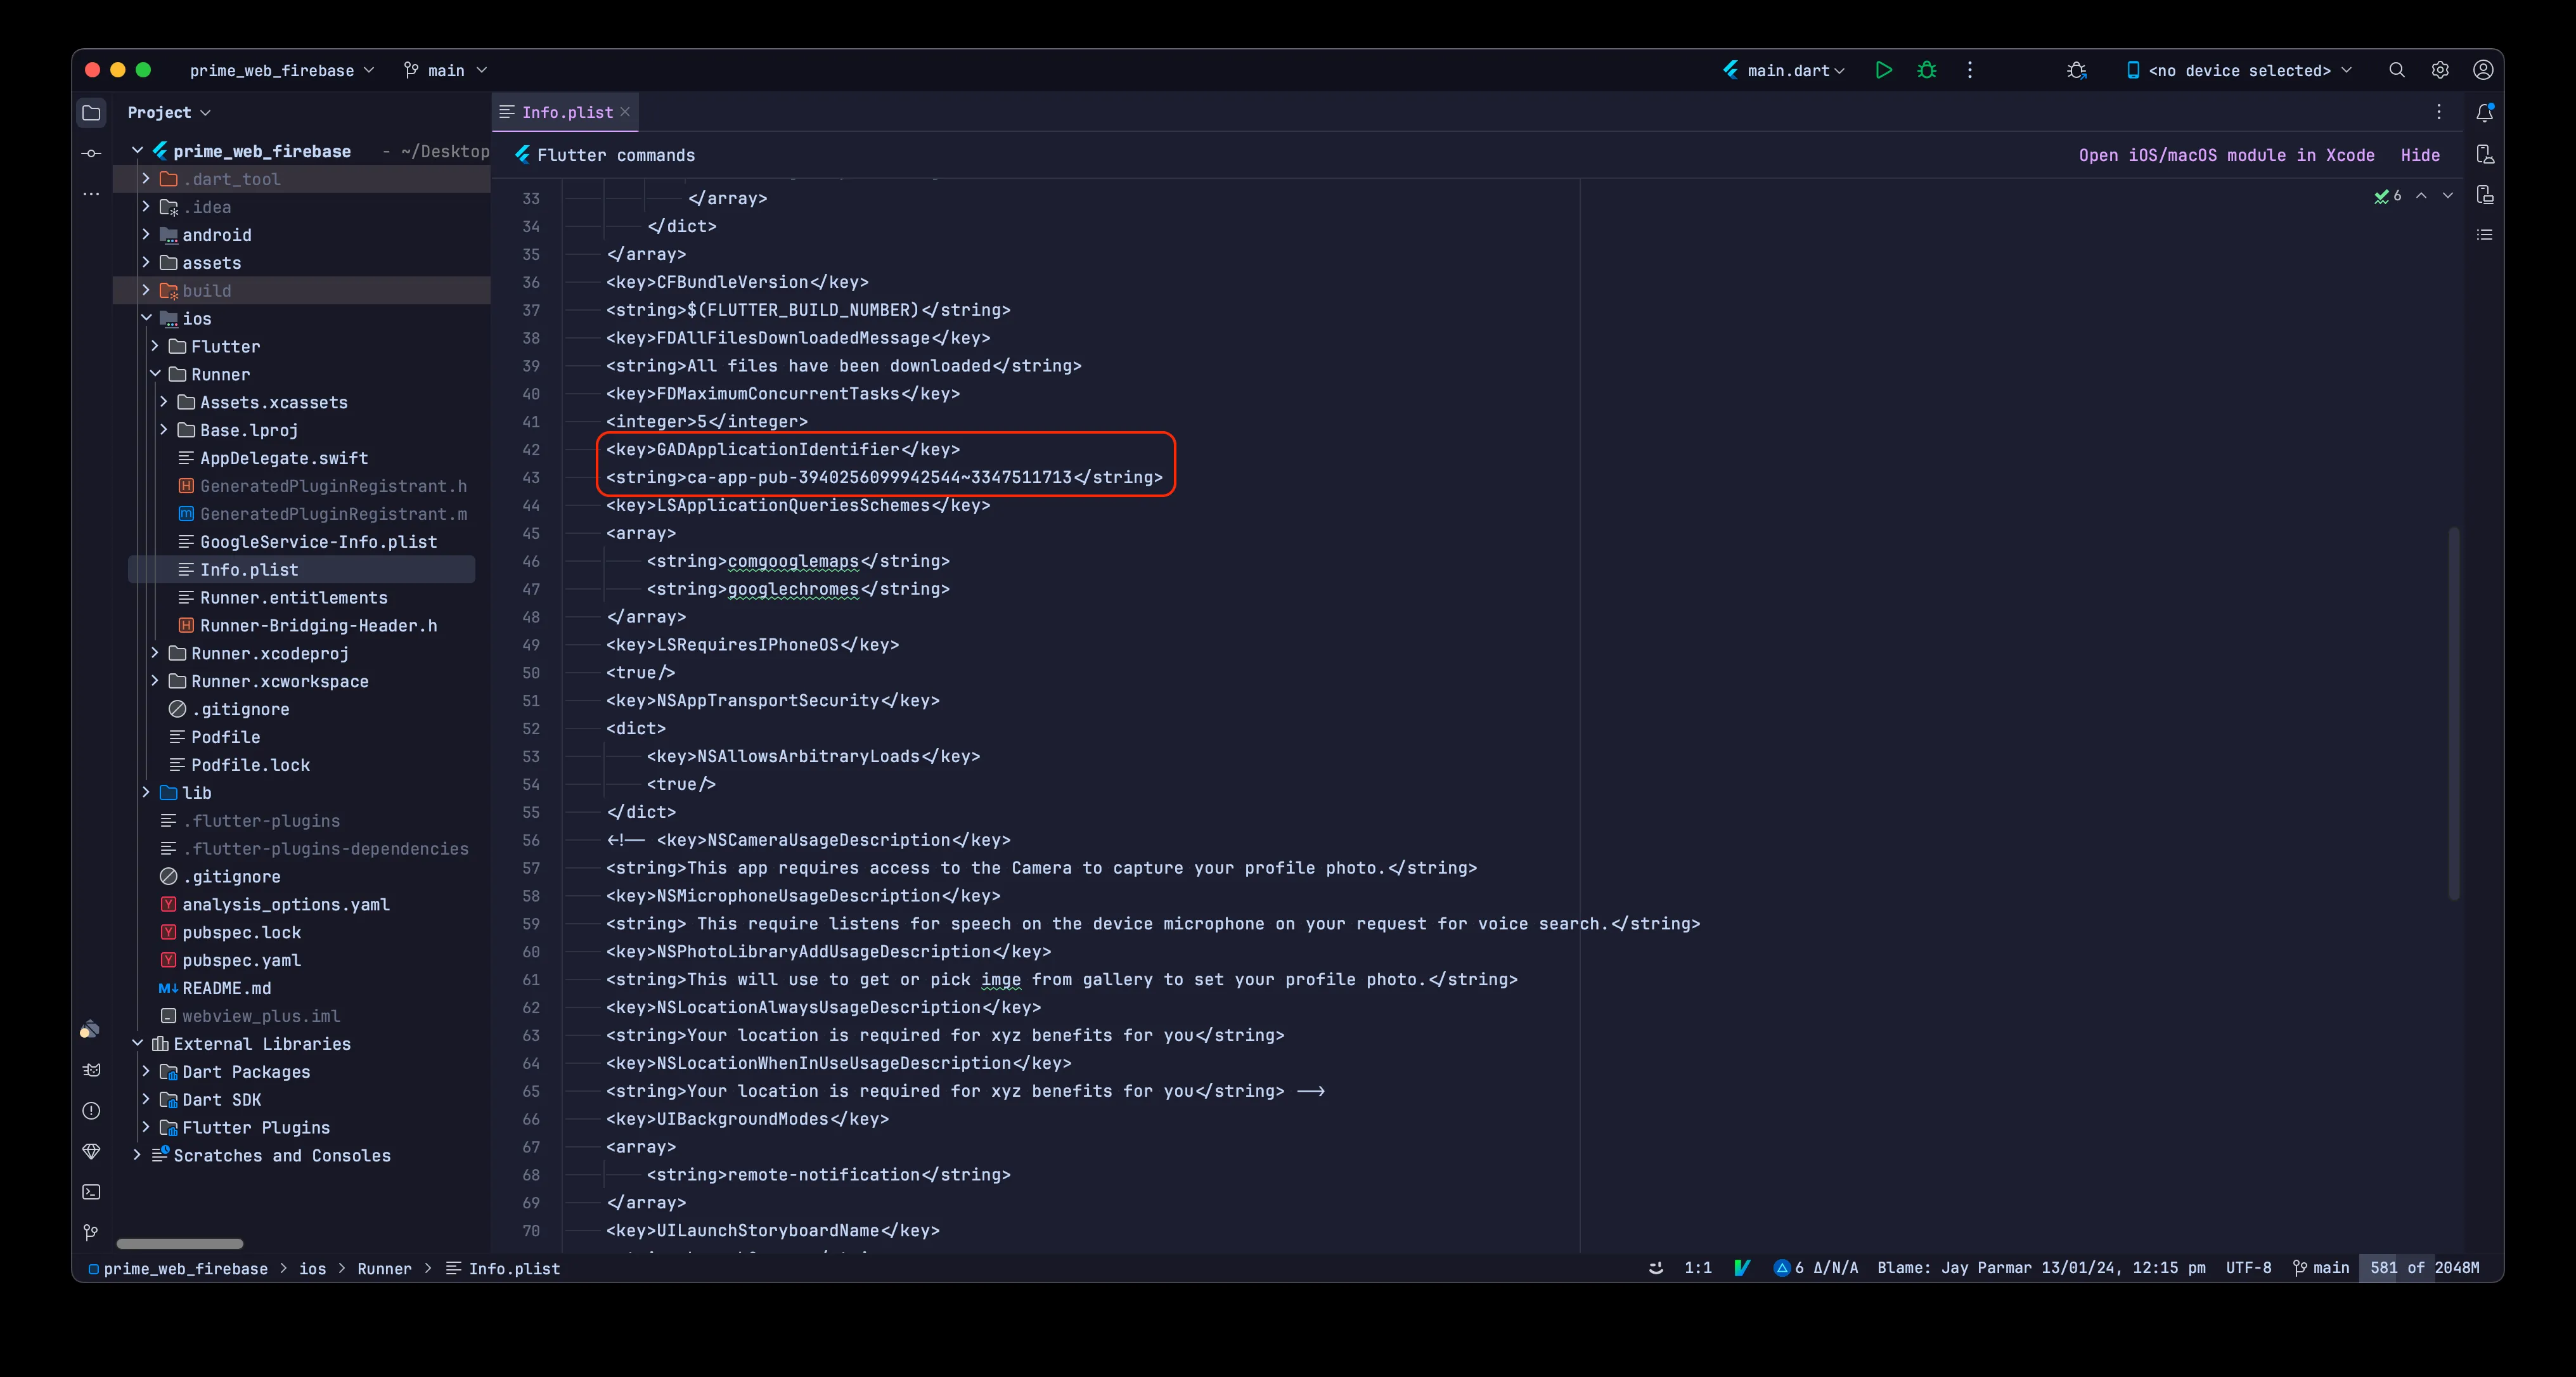 prime_web_firebase
main
main.dart
<no device selected>
Project
Info.plist
prime_web_firebase - ~/Desktop
Flutter commands
Open iOS/macOS module in Xcode
Hide
6
.dart_tool
.idea
android
assets
build
ios
Flutter
Runner
Assets.xcassets
Base.lproj
AppDelegate.swift
GeneratedPluginRegistrant.h
GeneratedPluginRegistrant.m
GoogleService-Info.plist
Info.plist
Runner.entitlements
Runner-Bridging-Header.h
Runner.xcodeproj
Runner.xcworkspace
.gitignore
Podfile
Podfile.lock
lib
.flutter-plugins
.flutter-plugins-dependencies
.gitignore
analysis_options.yaml
pubspec.lock
pubspec.yaml
README.md
webview_plus.iml
External Libraries
Dart Packages
Dart SDK
Flutter Plugins
Scratches and Consoles
33 </array>
34 </dict>
35 </array>
36 <key>CFBundleVersion</key>
37 <string>$(FLUTTER_BUILD_NUMBER)</string>
38 <key>FDAllFilesDownloadedMessage</key>
39 <string>All files have been downloaded</string>
40 <key>FDMaximumConcurrentTasks</key>
41 <integer>5</integer>
42 <key>GADApplicationIdentifier</key>
43 <string>ca-app-pub-3940256099942544~3347511713</string>
44 <key>LSApplicationQueriesSchemes</key>
45 <array>
46 <string>comgooglemaps</string>
47 <string>googlechromes</string>
48 </array>
49 <key>LSRequiresIPhoneOS</key>
50 <true/>
51 <key>NSAppTransportSecurity</key>
52 <dict>
53 <key>NSAllowsArbitraryLoads</key>
54 <true/>
55 </dict>
56 <!-- <key>NSCameraUsageDescription</key>
57 <string>This app requires access to the Camera to capture your profile photo.</string>
58 <key>NSMicrophoneUsageDescription</key>
59 <string> This require listens for speech on the device microphone on your request for voice search.</string>
60 <key>NSPhotoLibraryAddUsageDescription</key>
61 <string>This will use to get or pick imge from gallery to set your profile photo.</string>
62 <key>NSLocationAlwaysUsageDescription</key>
63 <string>Your location is required for xyz benefits for you</string>
64 <key>NSLocationWhenInUseUsageDescription</key>
65 <string>Your location is required for xyz benefits for you</string> -->
66 <key>UIBackgroundModes</key>
67 <array>
68 <string>remote-notification</string>
69 </array>
70 <key>UILaunchStoryboardName</key>
prime_web_firebase > ios > Runner > Info.plist
1:1
6 Δ/N/A
Blame: Jay Parmar 13/01/24, 12:15 pm
UTF-8
main
581 of 2048M